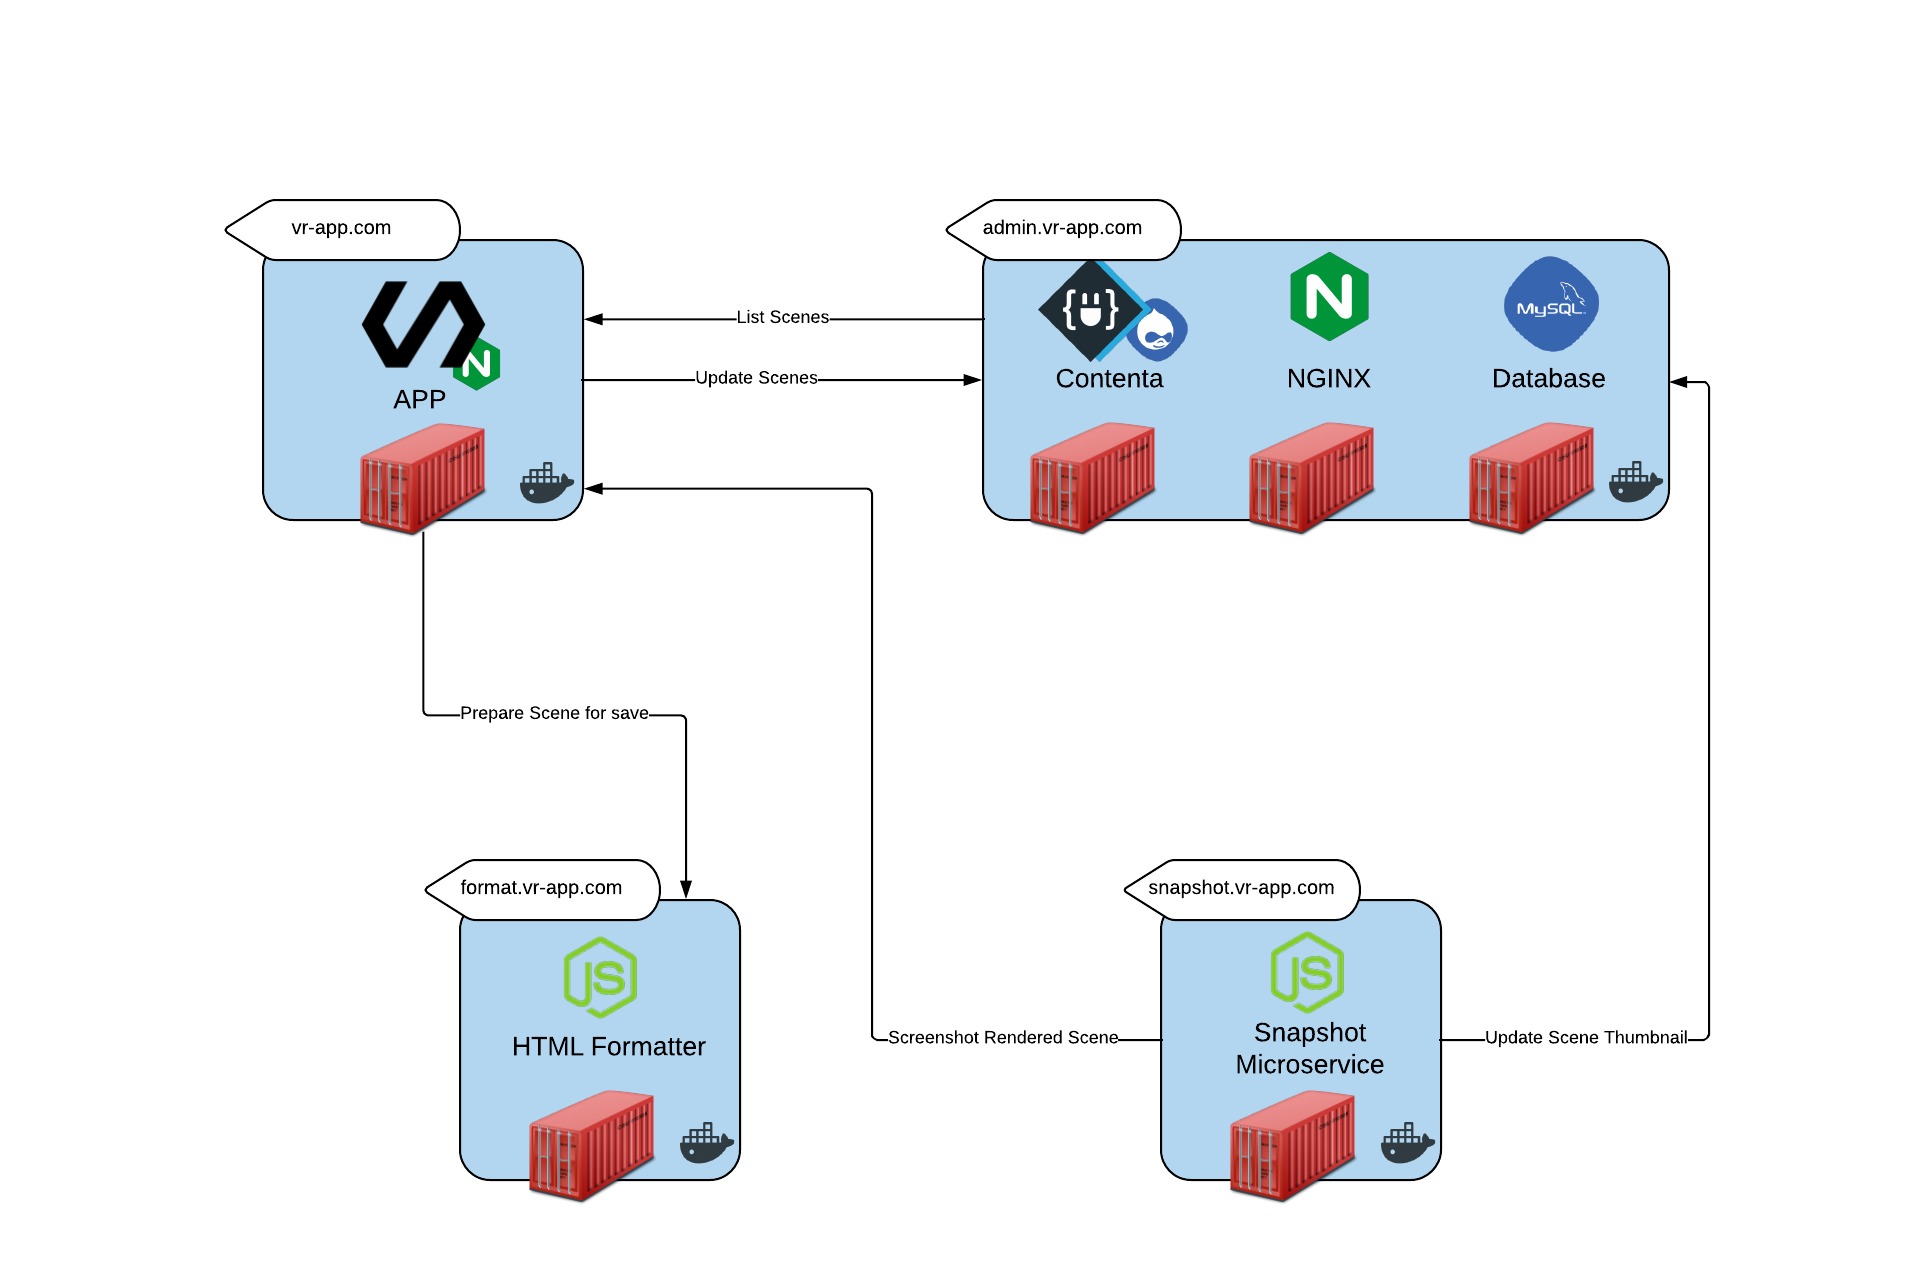 vr-app.com
admin.vr-app.com
N
MySQL
List Scenes
N
Contenta
NGINX
Database
Update Scenes
APP
Prepare Scene for save
format.vr-app.com
snapshot.vr-app.com
JS
JS
HTML Formatter
Screenshot Rendered Scene
Snapshot
Microservice
Update Scene Thumbnail